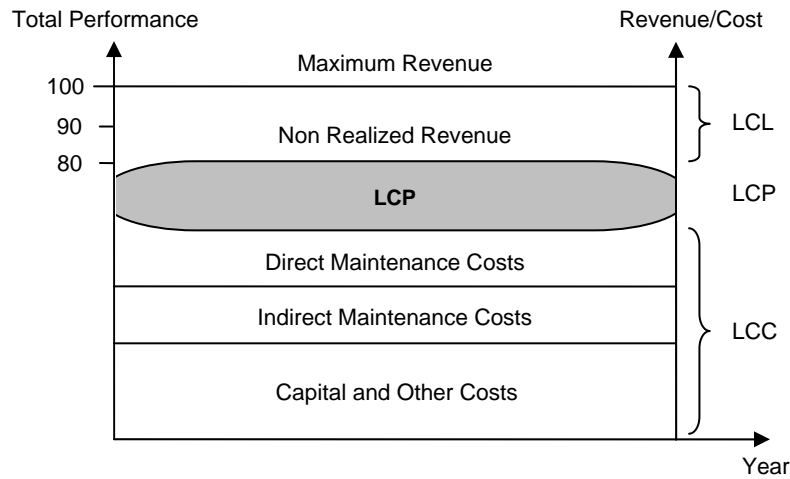 Total Performance
Revenue/Cost
Maximum Revenue
100
LCL
90
Non Realized Revenue
80
LCP
LCP
Direct Maintenance Costs
Indirect Maintenance Costs
LCC
Capital and Other Costs
Year